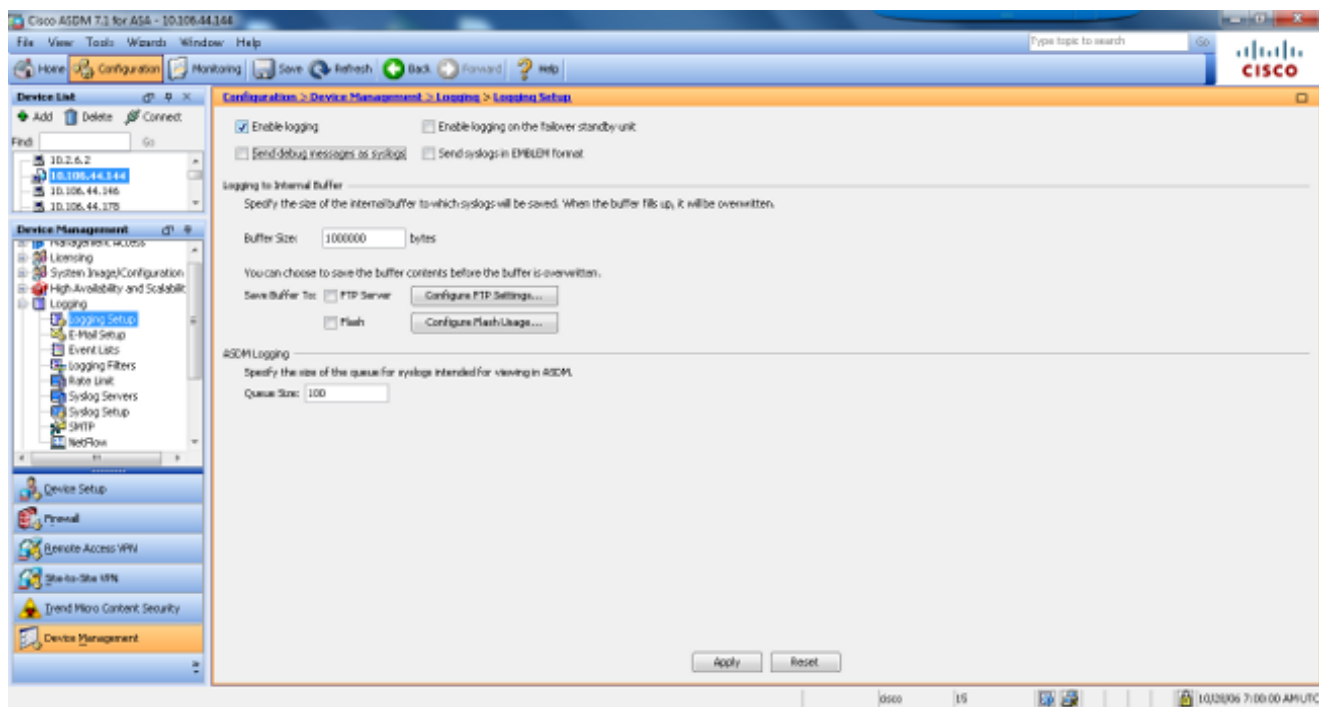 Cisco ASDM 7.1 for ASA - 10.106.44.144
File View Tools Wizards Window Help
Type topic to search Go
Home Configuration Monitoring Save Refresh Back Forward Help
CISCO
Device List
Add Delete Connect
Find: Go
10.2.6.2
10.106.44.144
10.106.44.146
10.106.44.178
Device Management
Management Access
Licensing
System Image/Configuration
High Availability and Scalabilit
Logging
Logging Setup
E-Mail Setup
Event Lists
Logging Filters
Rate Limit
Syslog Servers
Syslog Setup
SMTP
NetFlow
Device Setup
Firewall
Remote Access VPN
Site-to-Site VPN
Trend Micro Content Security
Device Management
Configuration > Device Management > Logging > Logging Setup
Enable logging Enable logging on the failover standby unit
Send debug messages as syslogs Send syslogs in EMBLEM format
Logging to Internal Buffer
Specify the size of the internal buffer to which syslogs will be saved. When the buffer fills up, it will be overwritten.
Buffer Size: 1000000 bytes
You can choose to save the buffer contents before the buffer is overwritten.
Save Buffer To: FTP Server Configure FTP Settings...
Flash Configure Flash Usage...
ASDM Logging
Specify the size of the queue for syslogs intended for viewing in ASDM.
Queue Size: 100
Apply Reset
cisco 15 10/28/06 7:00:00 AM UTC